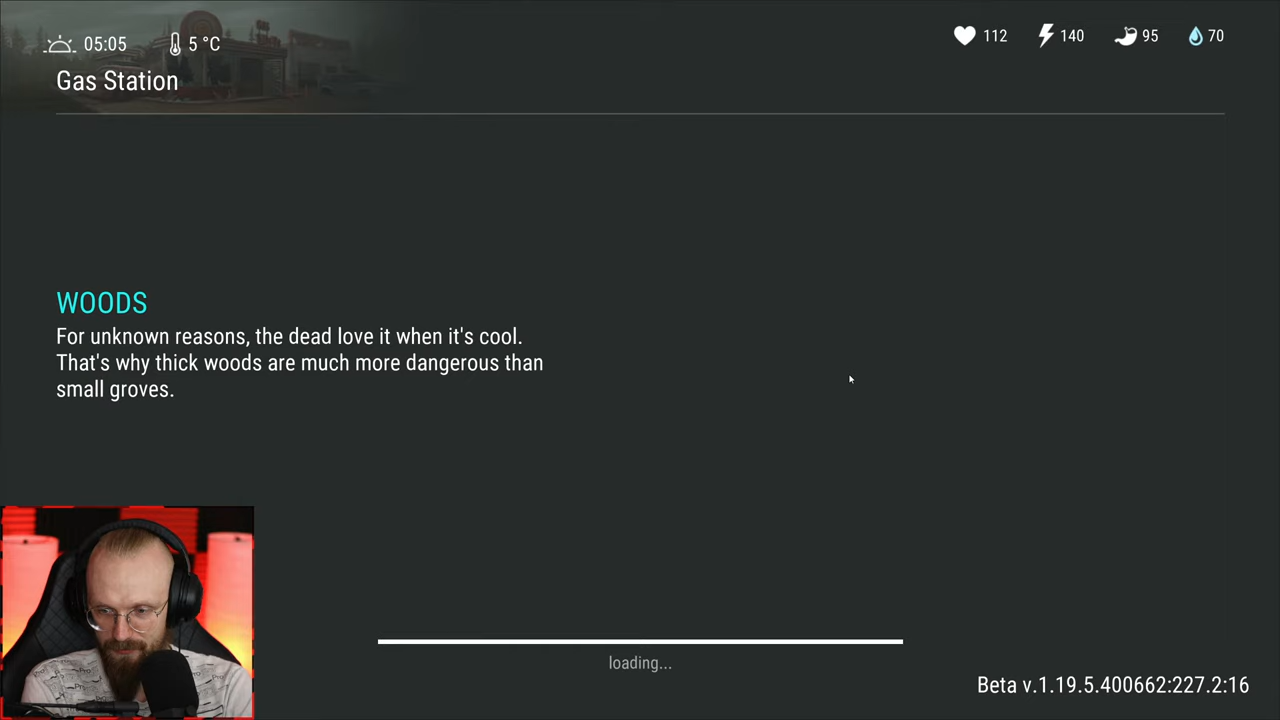 05:05 5 °C 112 140 95 70
Gas Station
WOODS
For unknown reasons, the dead love it when it's cool.
That's why thick woods are much more dangerous than
small groves.
loading...
Beta v.1.19.5.400662:227.2:16